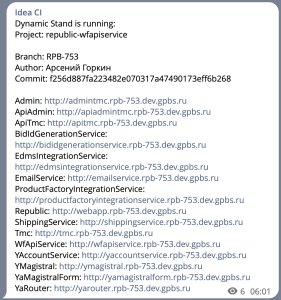 Idea CI
Dynamic Stand is running:
Project: republic-wfapiservice
Branch: RPB-753
Author: Арсений Горкин
Commit: f256d887fa223482e070317a47490173eff6b268
Admin: http://admintmc.rpb-753.dev.gpbs.ru
ApiAdmin: http://apiadmintmc.rpb-753.dev.gpbs.ru
ApiTmc: http://apitmc.rpb-753.dev.gpbs.ru
BidIdGenerationService:
http://bididgenerationservice.rpb-753.dev.gpbs.ru
EdmsIntegrationService:
http://edmsintegrationservice.rpb-753.dev.gpbs.ru
EmailService: http://emailservice.rpb-753.dev.gpbs.ru
ProductFactoryIntegrationService:
http://productfactoryintegrationservice.rpb-753.dev.gpbs.ru
Republic: http://webapp.rpb-753.dev.gpbs.ru
ShippingService: http://shippingservice.rpb-753.dev.gpbs.ru
Tmc: http://tmc.rpb-753.dev.gpbs.ru
WfApiService: http://wfapiservice.rpb-753.dev.gpbs.ru
YAccountService: http://yaccountservice.rpb-753.dev.gpbs.ru
YMagistral: http://ymagistral.rpb-753.dev.gpbs.ru
YaMagistralForm: http://yamagistralform.rpb-753.dev.gpbs.ru
YaRouter: http://yarouter.rpb-753.dev.gpbs.ru 6 06:01